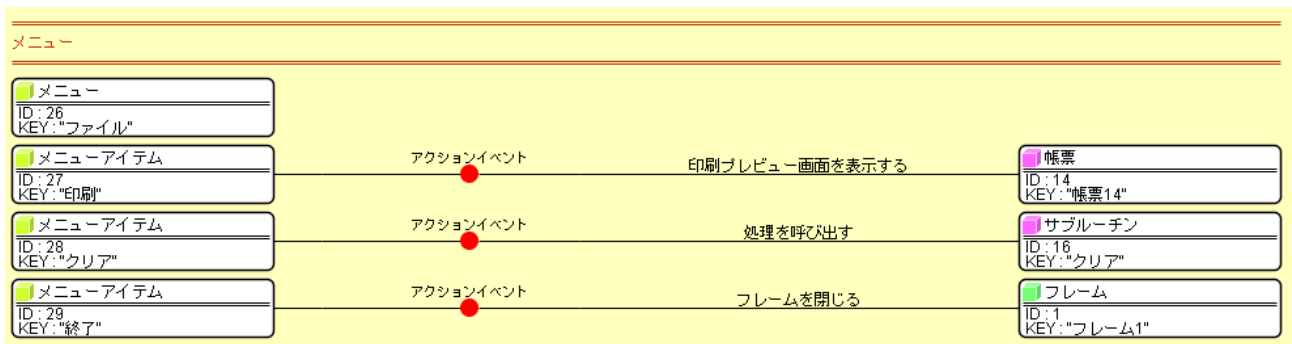 メニュー
メニュー
ID : 26
KEY : "ファイル"
メニューアイテム
ID : 27
KEY : "印刷"
アクションイベント
印刷プレビュー画面を表示する
帳票
ID : 14
KEY : "帳票14"
メニューアイテム
ID : 28
KEY : "クリア"
アクションイベント
処理を呼び出す
サブルーチン
ID : 16
KEY : "クリア"
メニューアイテム
ID : 29
KEY : "終了"
アクションイベント
フレームを閉じる
フレーム
ID : 1
KEY : "フレーム1"